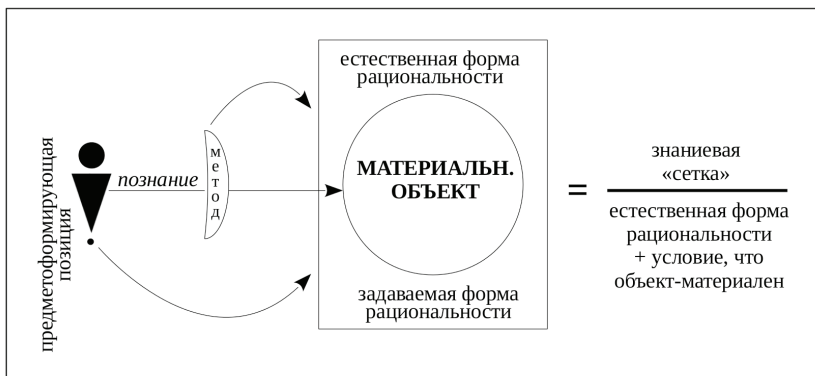 предметоформирующая
позиция
познание
метод
естественная форма
рациональности
МАТЕРИАЛЬН.
ОБЪЕКТ
задаваемая форма
рациональности
=
знаниевая
«сетка»
естественная форма
рациональности
+ условие, что
объект-материален